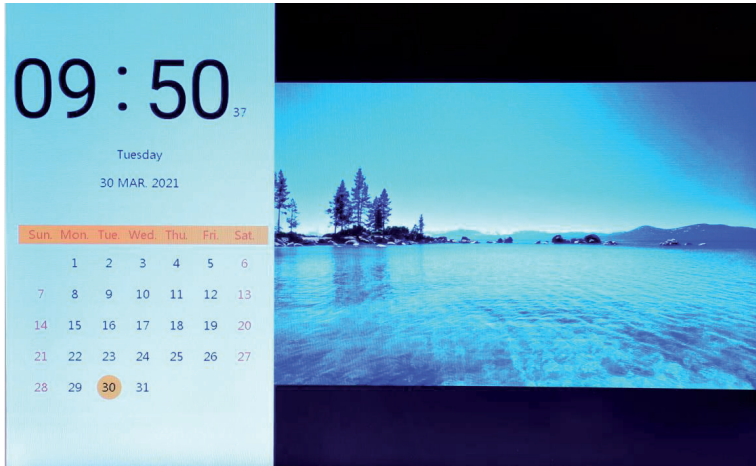 09 : 50 37
Tuesday
30 MAR. 2021
Sun. Mon. Tue. Wed. Thu. Fri. Sat.
1 2 3 4 5 6
7 8 9 10 11 12 13
14 15 16 17 18 19 20
21 22 23 24 25 26 27
28 29 30 31